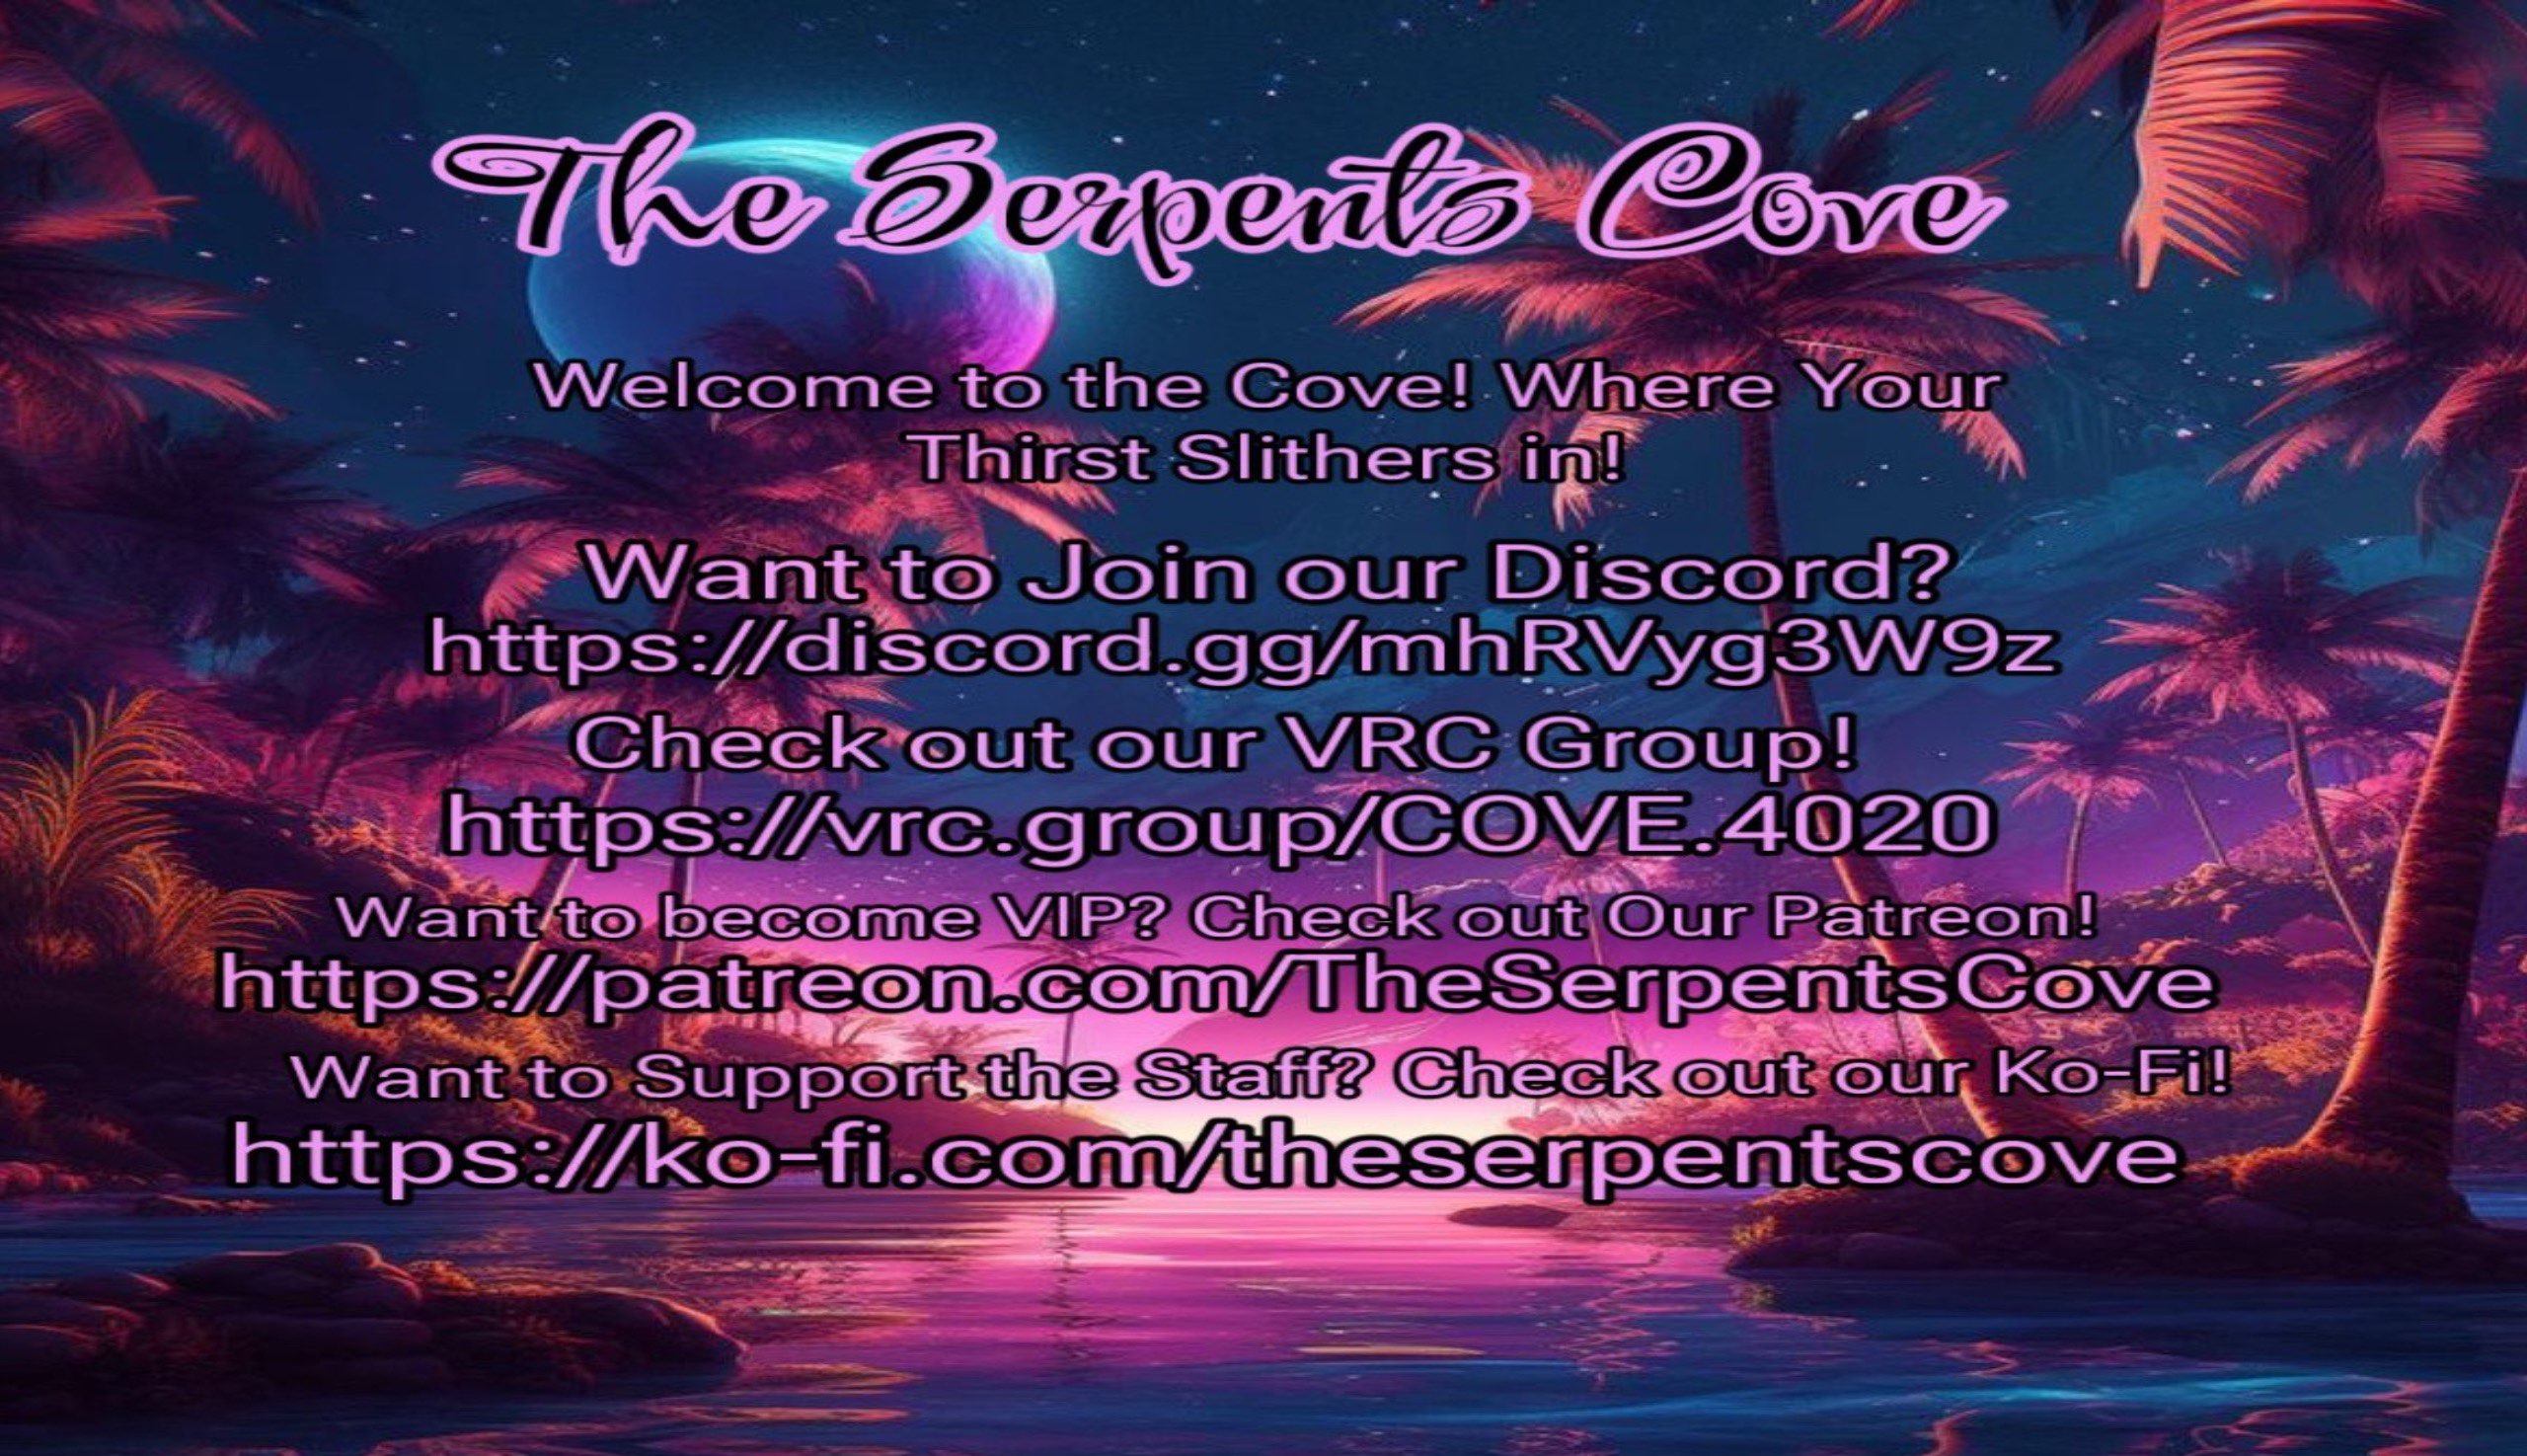 The Serpents Cove
Welcome to the Cove! Where Your
Thirst Slithers in!
Want to Join our Discord?
https://discord.gg/mhRVyg3W9z
Check out our VRC Group!
https://vrc.group/COVE.4020
Want to become VIP? Check out Our Patreon!
https://patreon.com/TheSerpentsCove
Want to Support the Staff? Check out our Ko-Fi!
https://ko-fi.com/theserpentscove